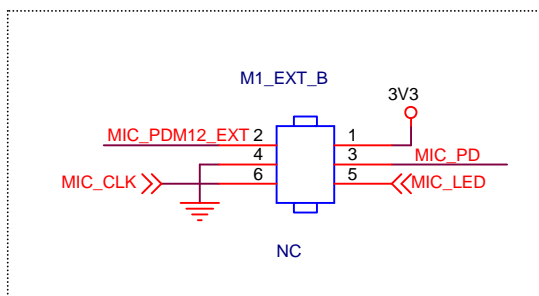 M1_EXT_B
3V3
MIC_PDM12_EXT 2 1
4 3 MIC_PD
MIC_CLK 6 5 MIC_LED
NC